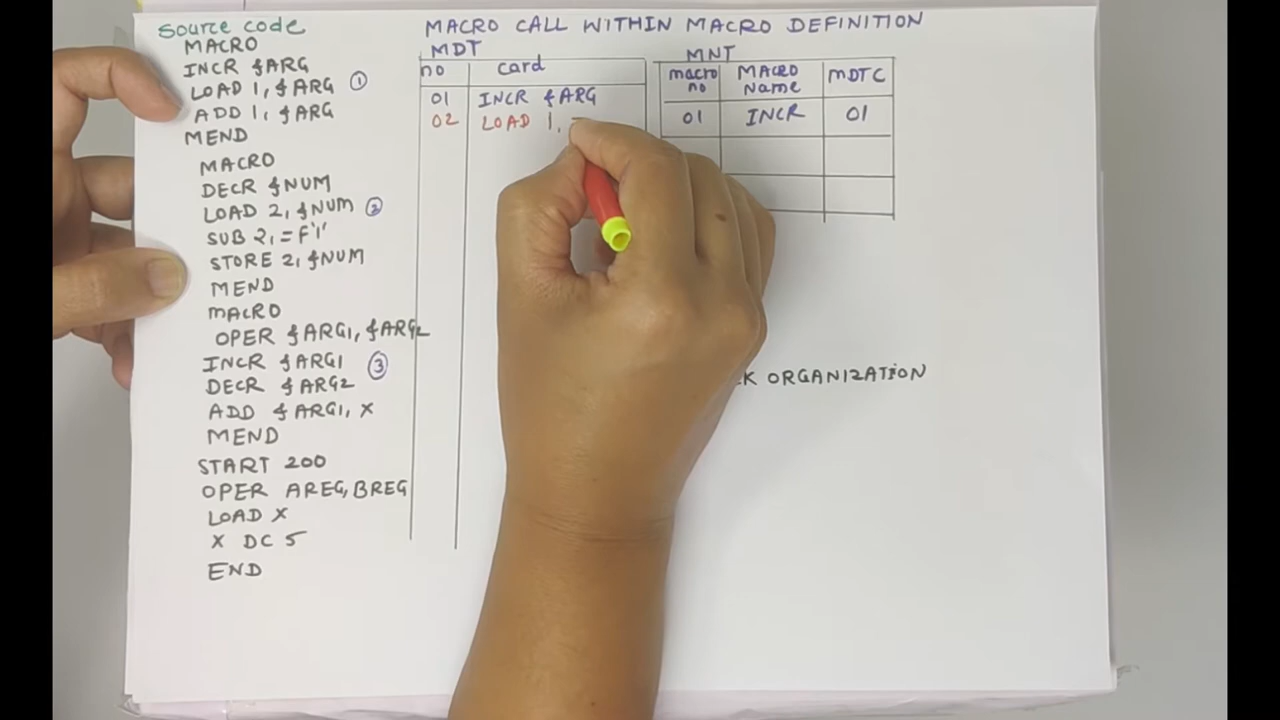 Source code
MACRO
INCR &ARG
LOAD 1, &ARG ①
ADD 1, &ARG
MEND
MACRO
DECR &NUM
LOAD 2, &NUM ②
SUB 2, = F'1'
STORE 2, &NUM
MEND
MACRO
OPER &ARG1, &ARG2
INCR &ARG1 ③
DECR &ARG2
ADD &ARG1, X
MEND
START 200
OPER AREG, BREG
LOAD X
X DC 5
END
MACRO CALL WITHIN MACRO DEFINITION
MDT
no card
01 INCR &ARG
02 LOAD 1,
MNT
macro no MACRO Name MDTC
01 INCR 01
ORGANIZATION